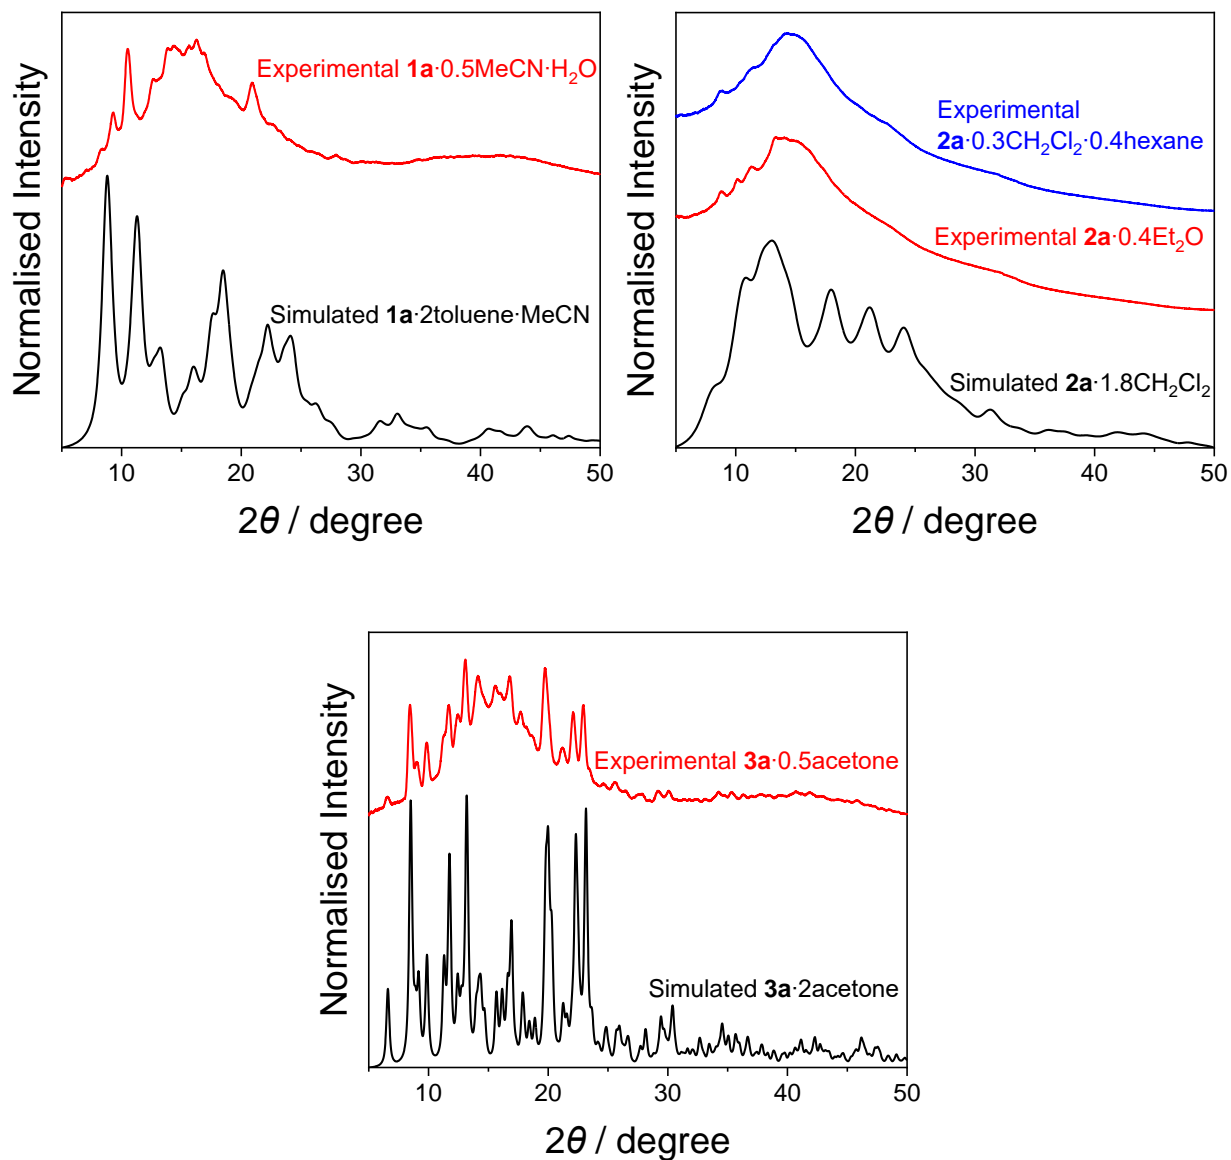 Normalised Intensity
Experimental 1a·0.5MeCN·H₂O
Simulated 1a·2toluene·MeCN
10 20 30 40 50
2θ / degree
Normalised Intensity
Experimental
2a·0.3CH₂Cl₂·0.4hexane
Experimental 2a·0.4Et₂O
Simulated 2a·1.8CH₂Cl₂
10 20 30 40 50
2θ / degree
Normalised Intensity
Experimental 3a·0.5acetone
Simulated 3a·2acetone
10 20 30 40 50
2θ / degree